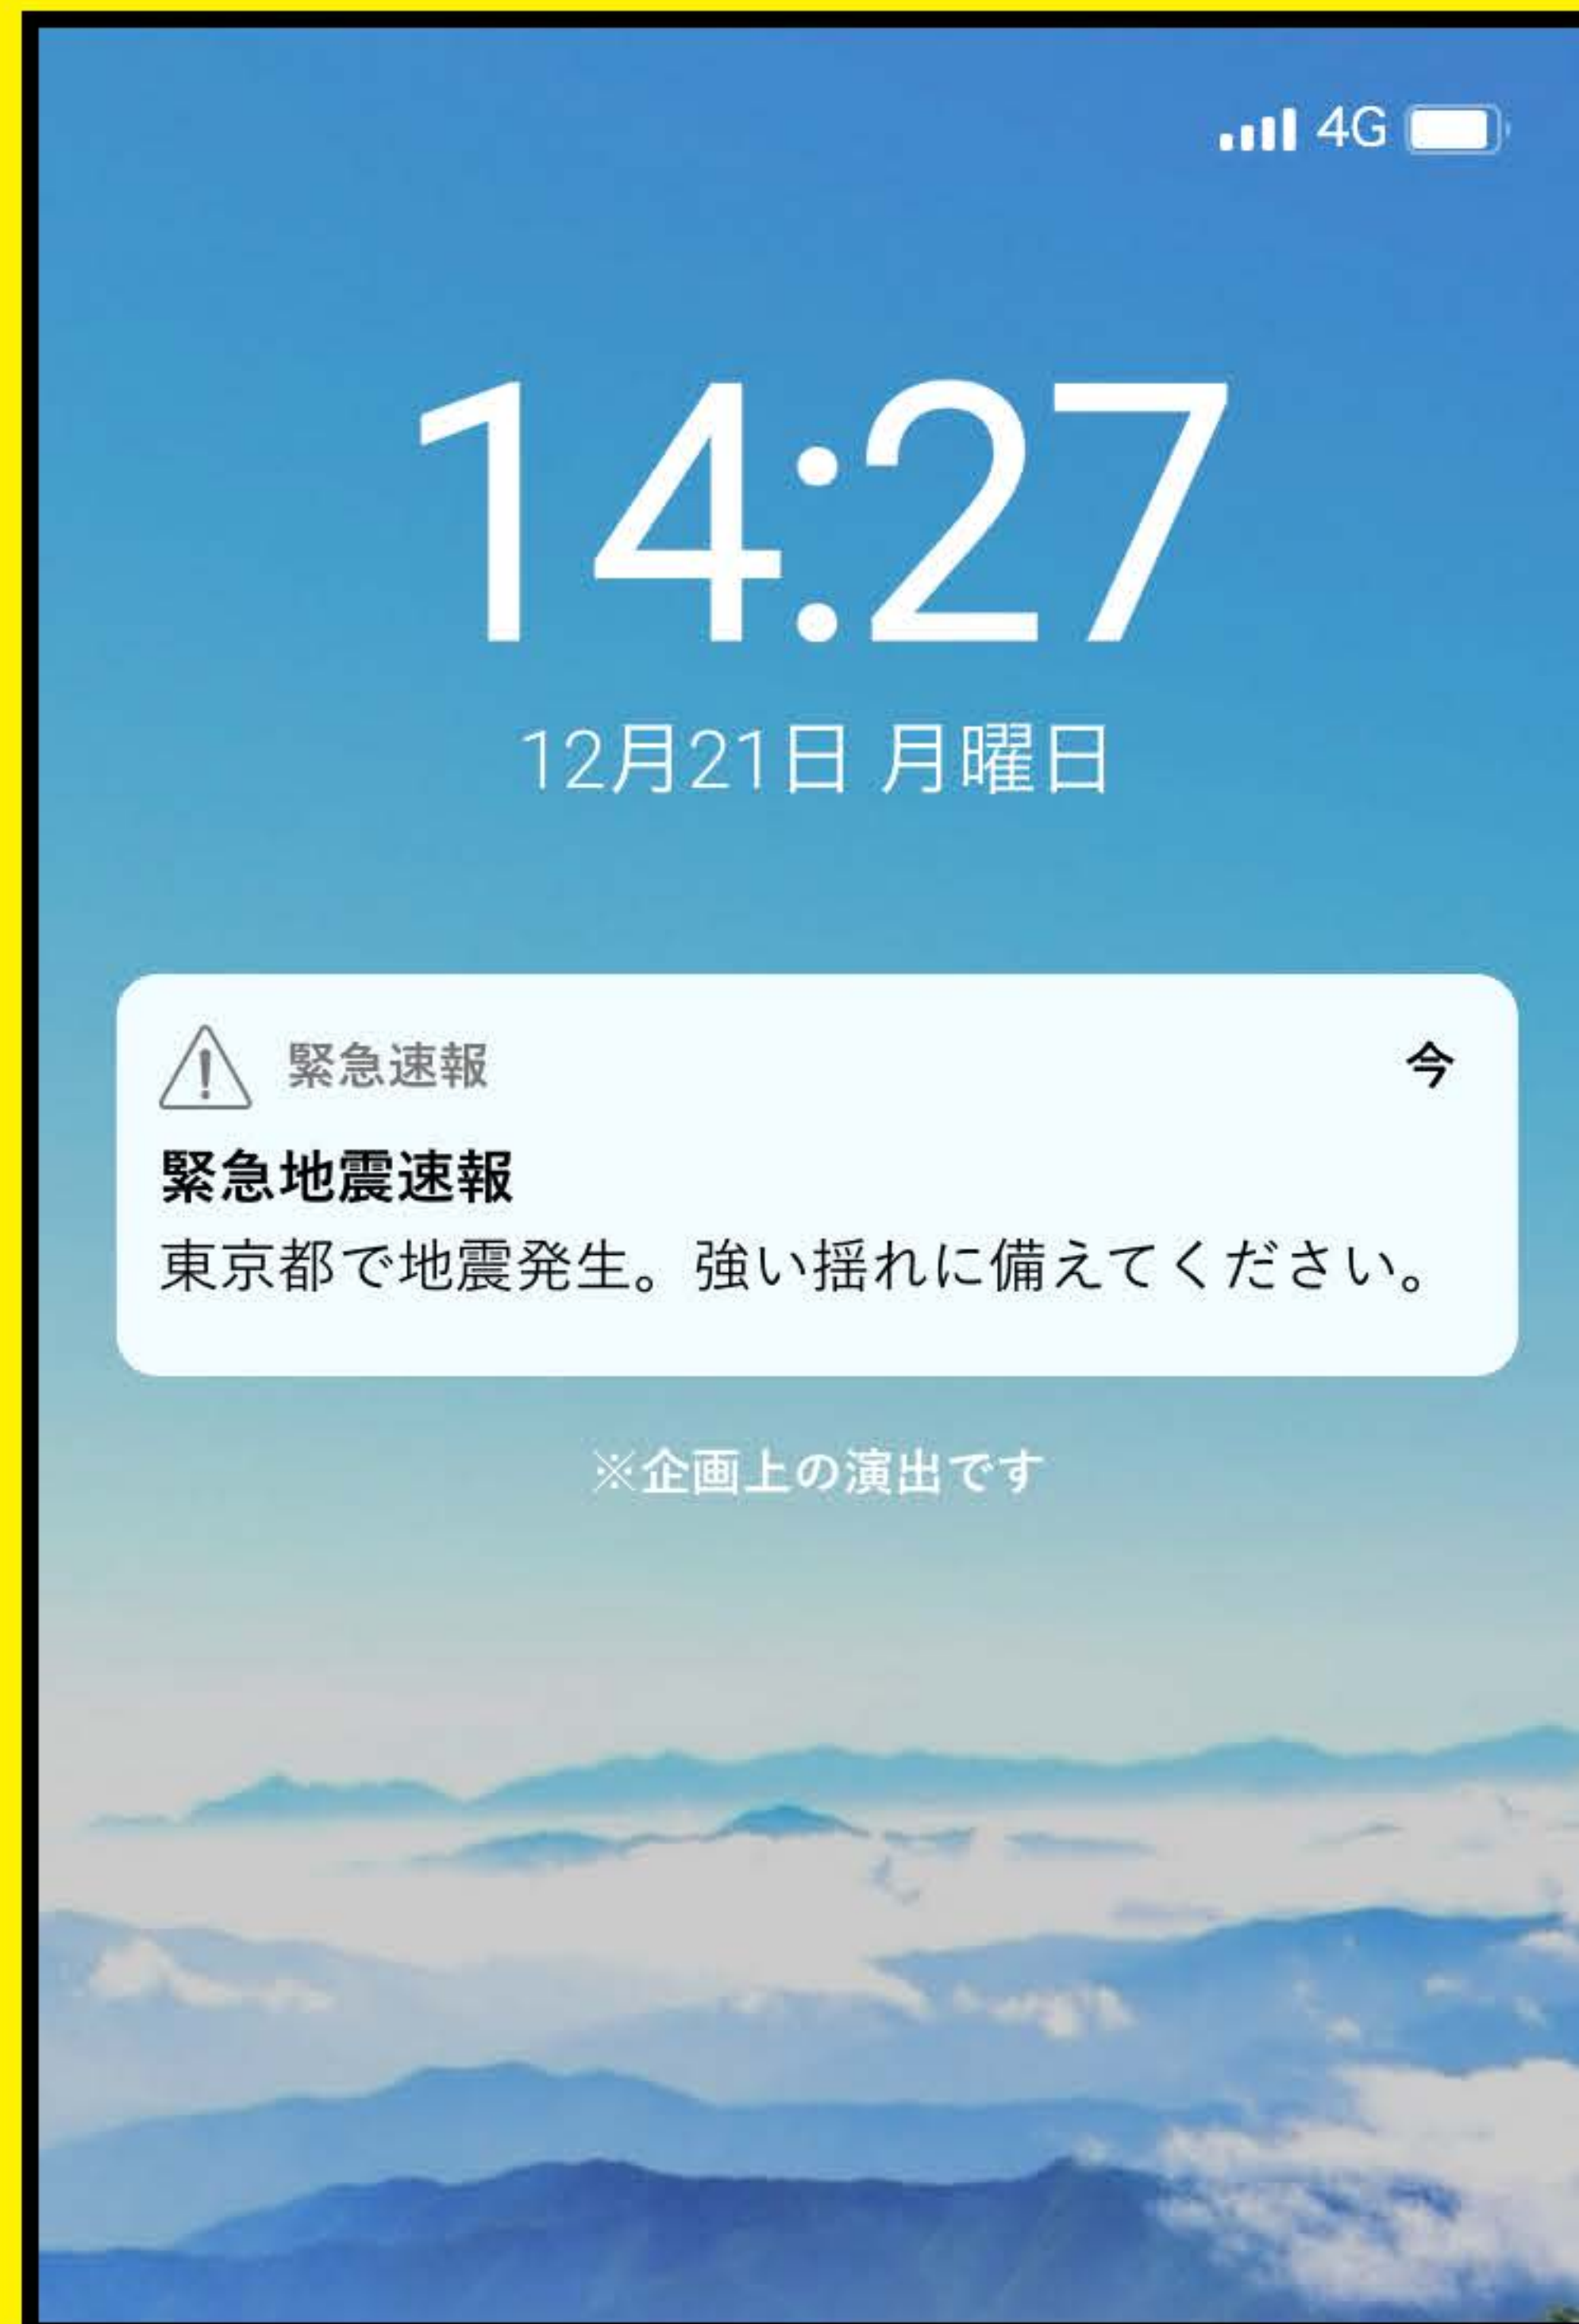 4G
14:27
12月21日 月曜日
緊急速報 今
緊急地震速報
東京都で地震発生。強い揺れに備えてください。
※企画上の演出です